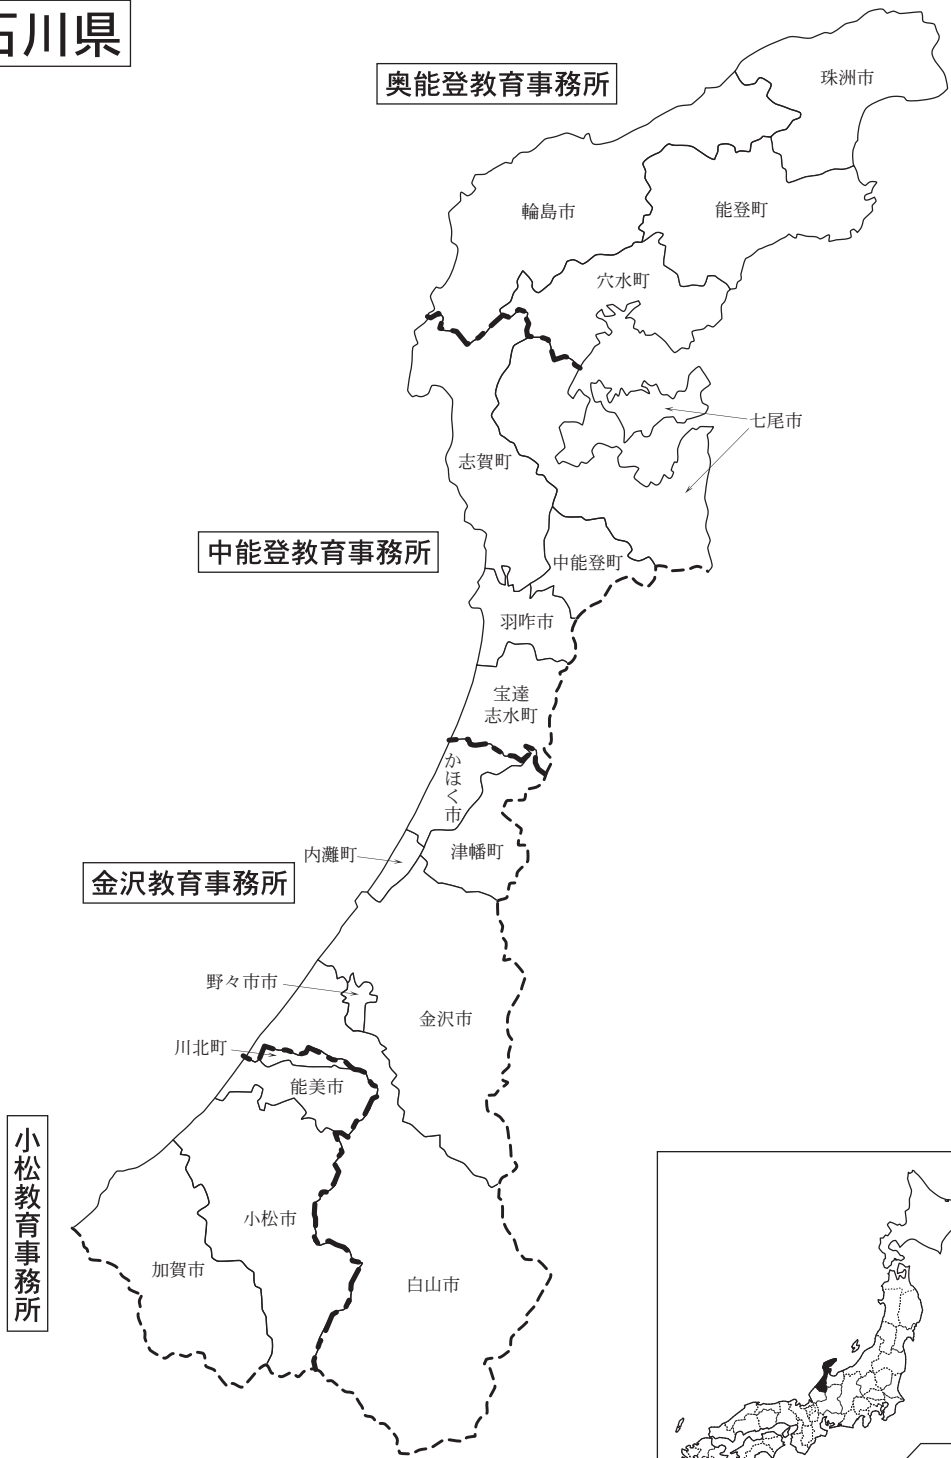 石川県
奥能登教育事務所
珠洲市
輪島市
能登町
穴水町
七尾市
志賀町
中能登教育事務所
中能登町
羽咋市
宝達
志水町
かほく市
内灘町
津幡町
金沢教育事務所
野々市市
金沢市
川北町
能美市
小松教育事務所
小松市
加賀市
白山市